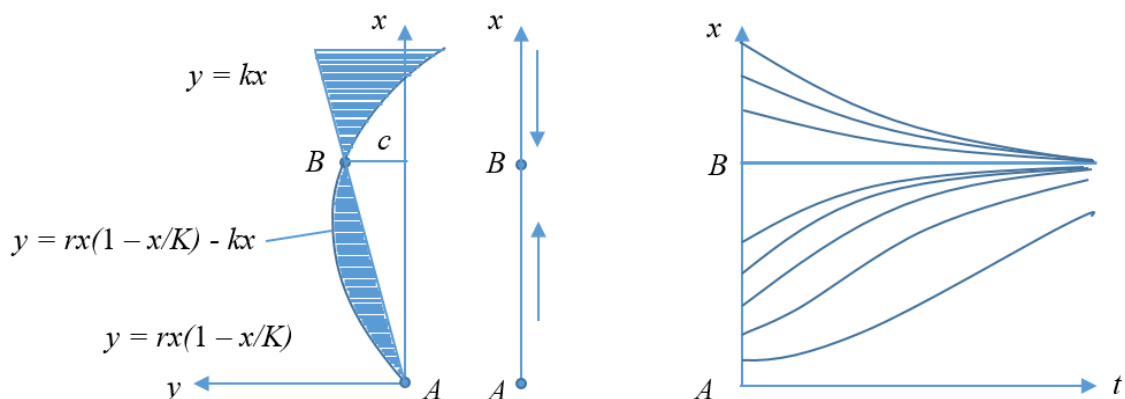 x
y = kx
c
B
y = rx(1 – x/K) - kx
y = rx(1 – x/K)
y
A
x
B
A
x
B
A
t